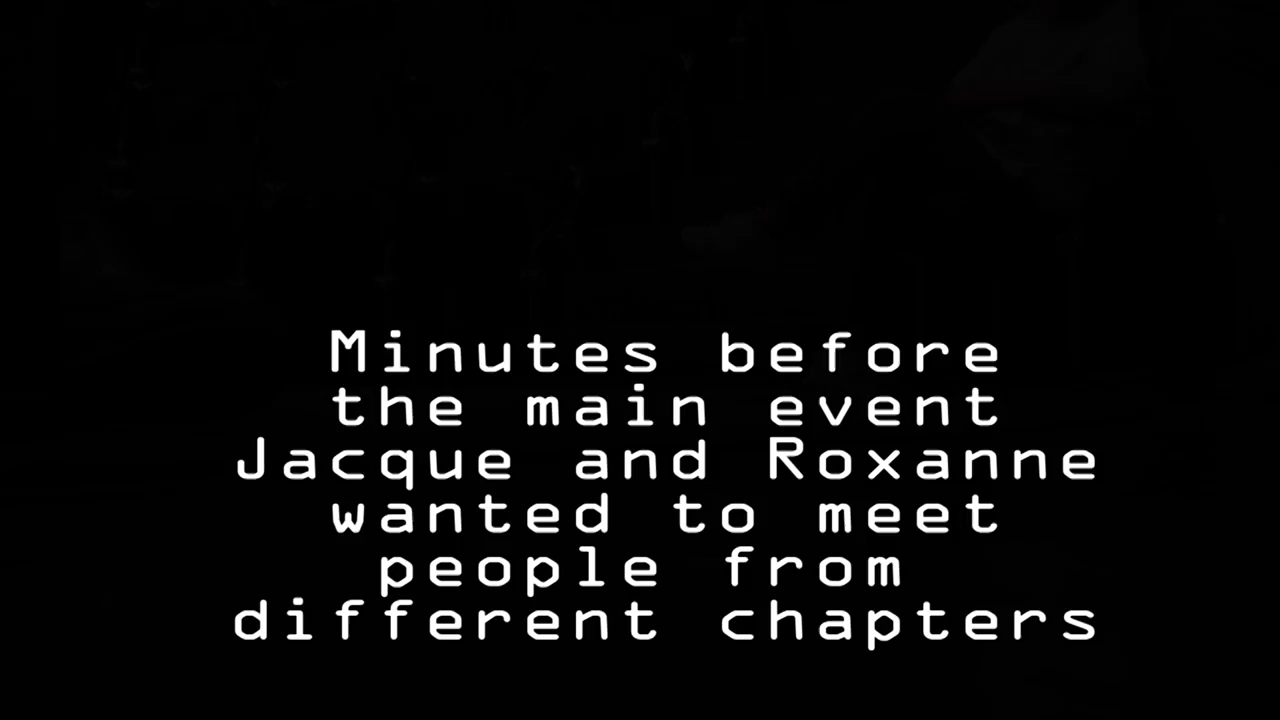 Minutes before
the main event
Jacque and Roxanne
wanted to meet
people from
different chapters